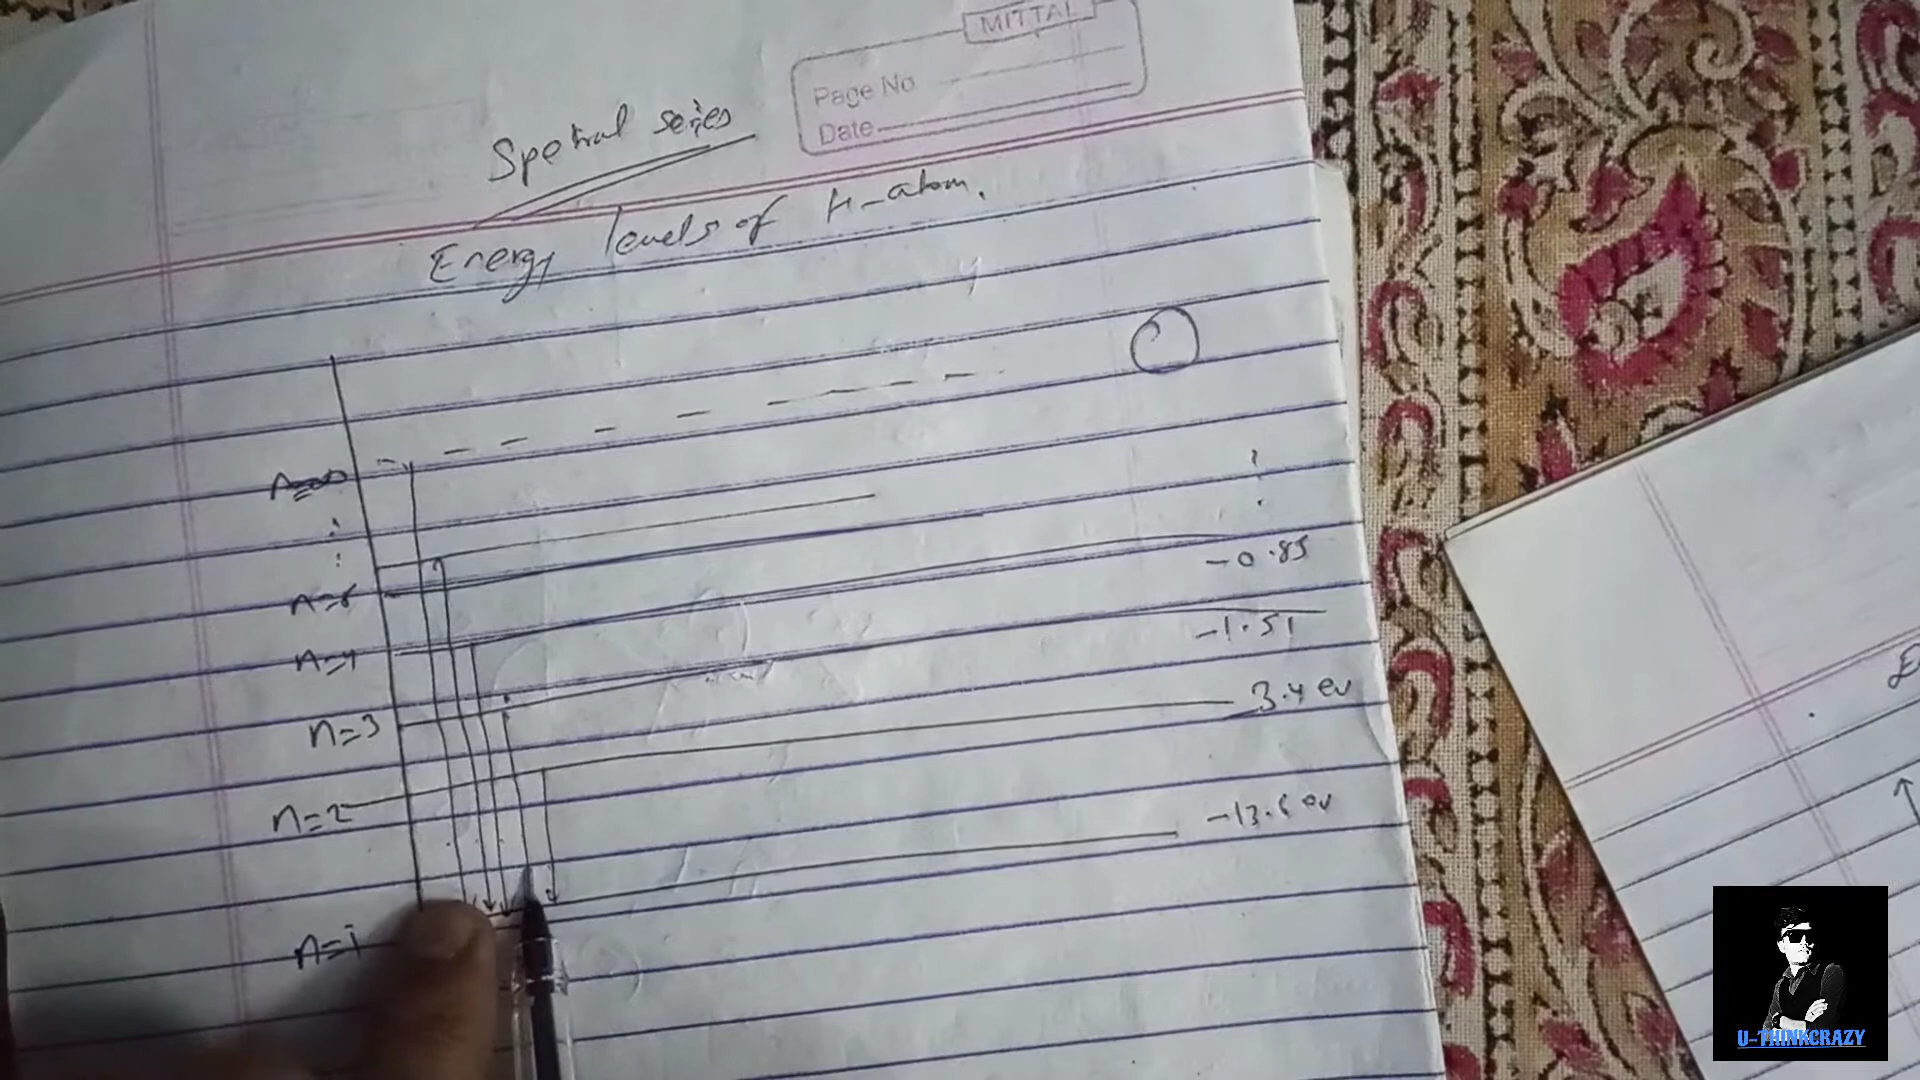 MITTAL
Page No
Date
Spetral series
Energy levels of H-atom.
n=∞
-0.85
n=4
-1.51
n=3
3.4 ev
n=2
-13.6 ev
n=1
U-THINKCRAZY